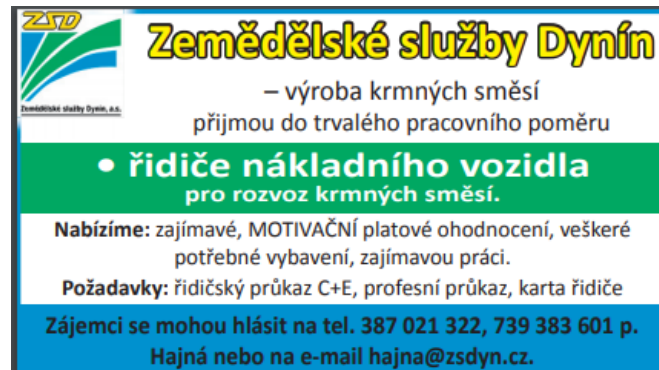 ZSD
Zemědělské služby Dynín, a.s.
Zemědělské služby Dynín
– výroba krmných směsí
přijmou do trvalého pracovního poměru
• řidiče nákladního vozidla
pro rozvoz krmných směsí.
Nabízíme: zajímavé, MOTIVAČNÍ platové ohodnocení, veškeré
potřebné vybavení, zajímavou práci.
Požadavky: řidičský průkaz C+E, profesní průkaz, karta řidiče
Zájemci se mohou hlásit na tel. 387 021 322, 739 383 601 p.
Hajná nebo na e-mail hajna@zsdyn.cz.